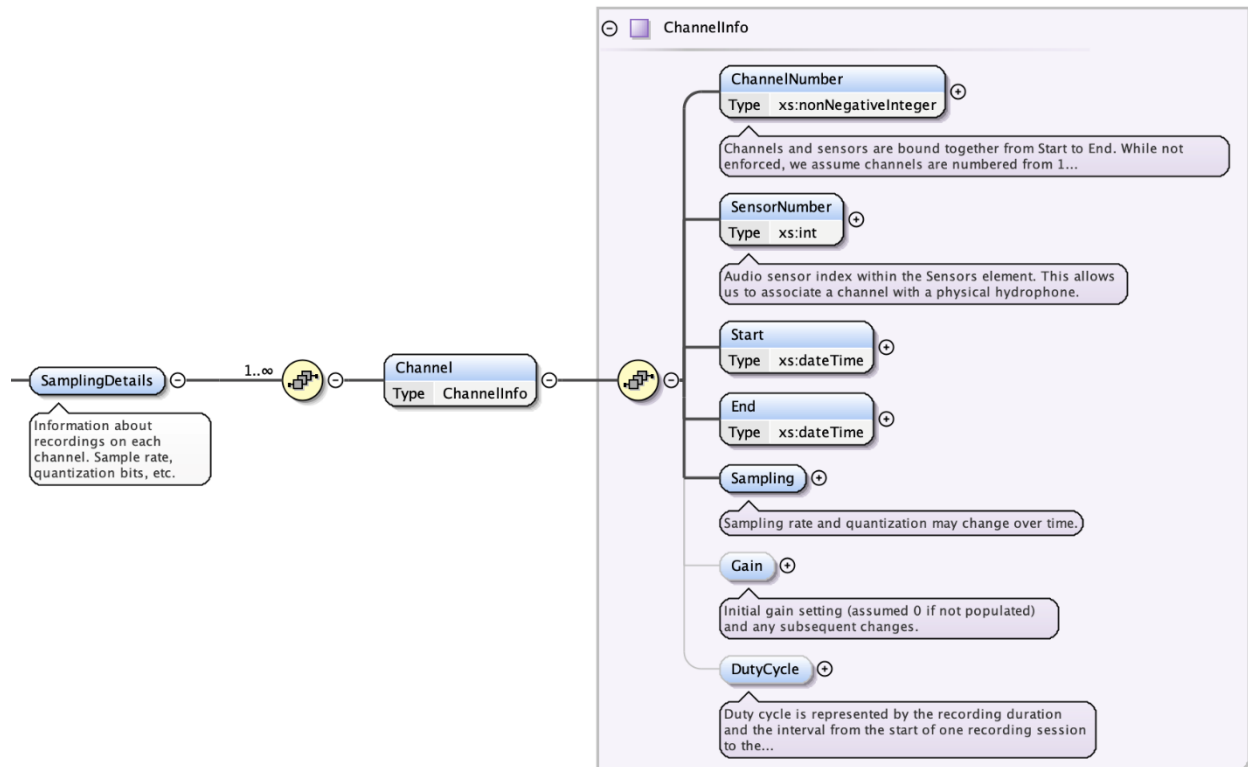 ChannelInfo
ChannelNumber
Type xs:nonNegativeInteger
Channels and sensors are bound together from Start to End. While not
enforced, we assume channels are numbered from 1...
SensorNumber
Type xs:int
Audio sensor index within the Sensors element. This allows
us to associate a channel with a physical hydrophone.
Start
Type xs:dateTime
SamplingDetails
1..∞
Channel
Type ChannelInfo
Information about
recordings on each
channel. Sample rate,
quantization bits, etc.
End
Type xs:dateTime
Sampling
Sampling rate and quantization may change over time.
Gain
Initial gain setting (assumed 0 if not populated)
and any subsequent changes.
DutyCycle
Duty cycle is represented by the recording duration
and the interval from the start of one recording session
to the...